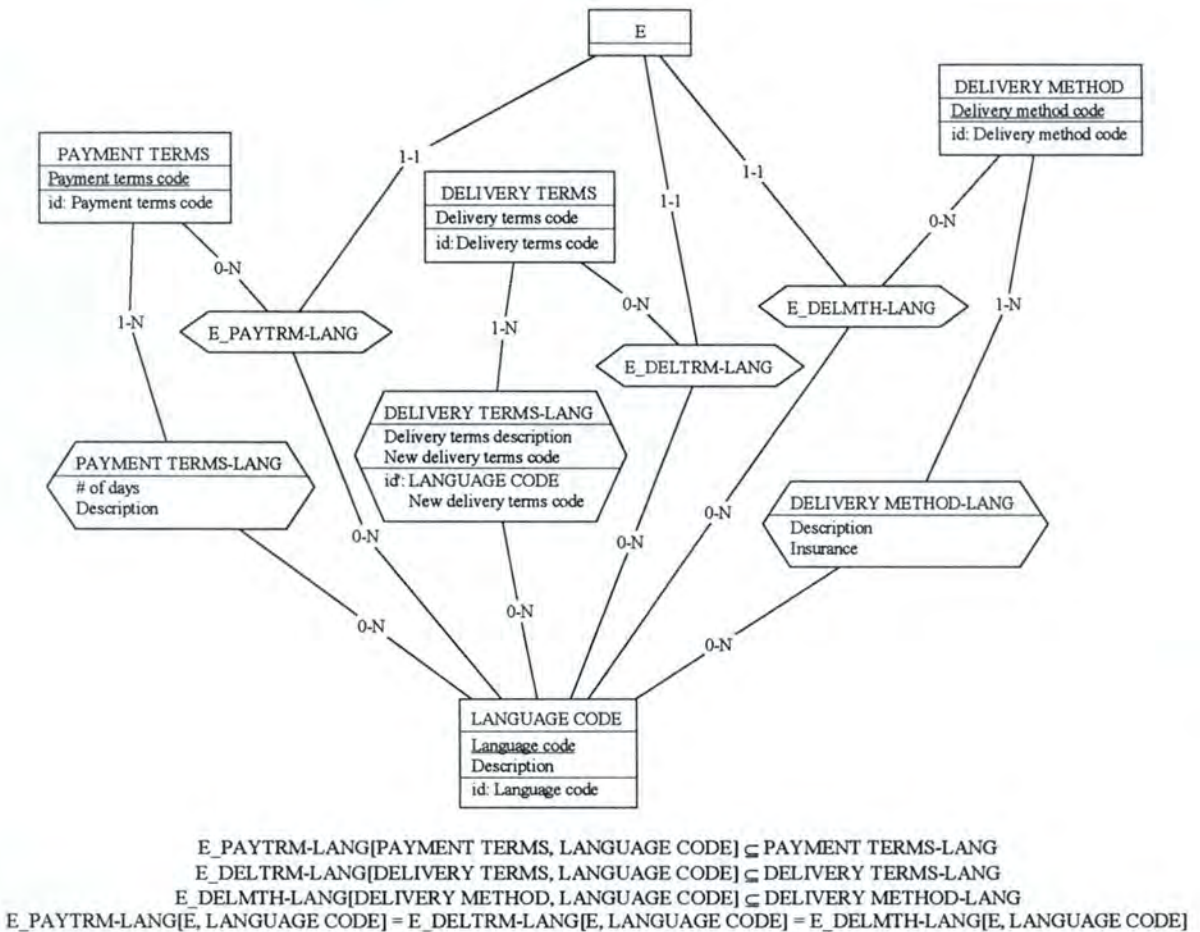 E
DELIVERY METHOD
Delivery method code
id: Delivery method code
PAYMENT TERMS
Payment terms code
id: Payment terms code
1-1
DELIVERY TERMS
Delivery terms code
id: Delivery terms code
1-1
1-1
0-N
0-N
0-N
1-N
E_PAYTRM-LANG
1-N
E_DELMTH-LANG
1-N
E_DELTRM-LANG
DELIVERY TERMS-LANG
Delivery terms description
New delivery terms code
id': LANGUAGE CODE
New delivery terms code
PAYMENT TERMS-LANG
# of days
Description
DELIVERY METHOD-LANG
Description
Insurance
0-N
0-N
0-N
0-N
0-N
0-N
LANGUAGE CODE
Language code
Description
id: Language code
E_PAYTRM-LANG[PAYMENT TERMS, LANGUAGE CODE] ⊆ PAYMENT TERMS-LANG
E_DELTRM-LANG[DELIVERY TERMS, LANGUAGE CODE] ⊆ DELIVERY TERMS-LANG
E_DELMTH-LANG[DELIVERY METHOD, LANGUAGE CODE] ⊆ DELIVERY METHOD-LANG
E_PAYTRM-LANG[E, LANGUAGE CODE] = E_DELTRM-LANG[E, LANGUAGE CODE] = E_DELMTH-LANG[E, LANGUAGE CODE]